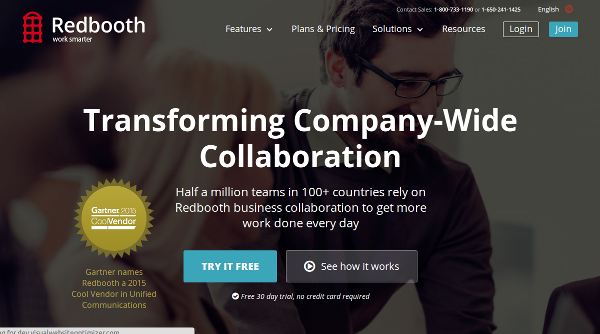 Contact Sales: 1-800-733-1190 or 1-650-241-1425
English
Redbooth
work smarter
Features
Plans & Pricing
Solutions
Resources
Login
Join
Transforming Company-Wide
Collaboration
Half a million teams in 100+ countries rely on
Redbooth business collaboration to get more
work done every day
Gartner 2015
CoolVendor
Gartner names
Redbooth a 2015
Cool Vendor in Unified
Communications
TRY IT FREE
See how it works
Free 30 day trial, no credit card required
ng for dev.visualwebsiteoptimizer.com